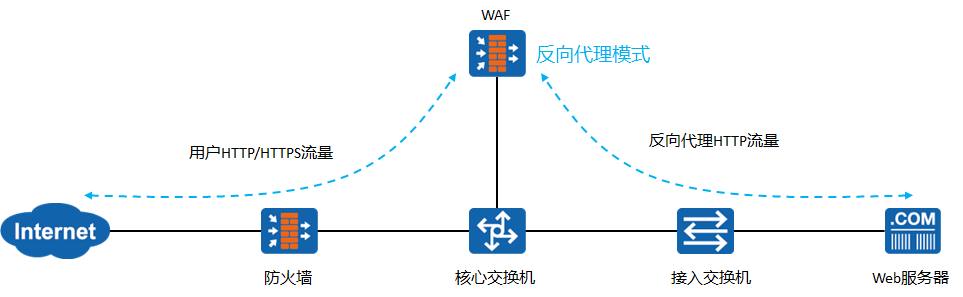 WAF
反向代理模式
用户HTTP/HTTPS流量
反向代理HTTP流量
Internet
.COM
防火墙
核心交换机
接入交换机
Web服务器